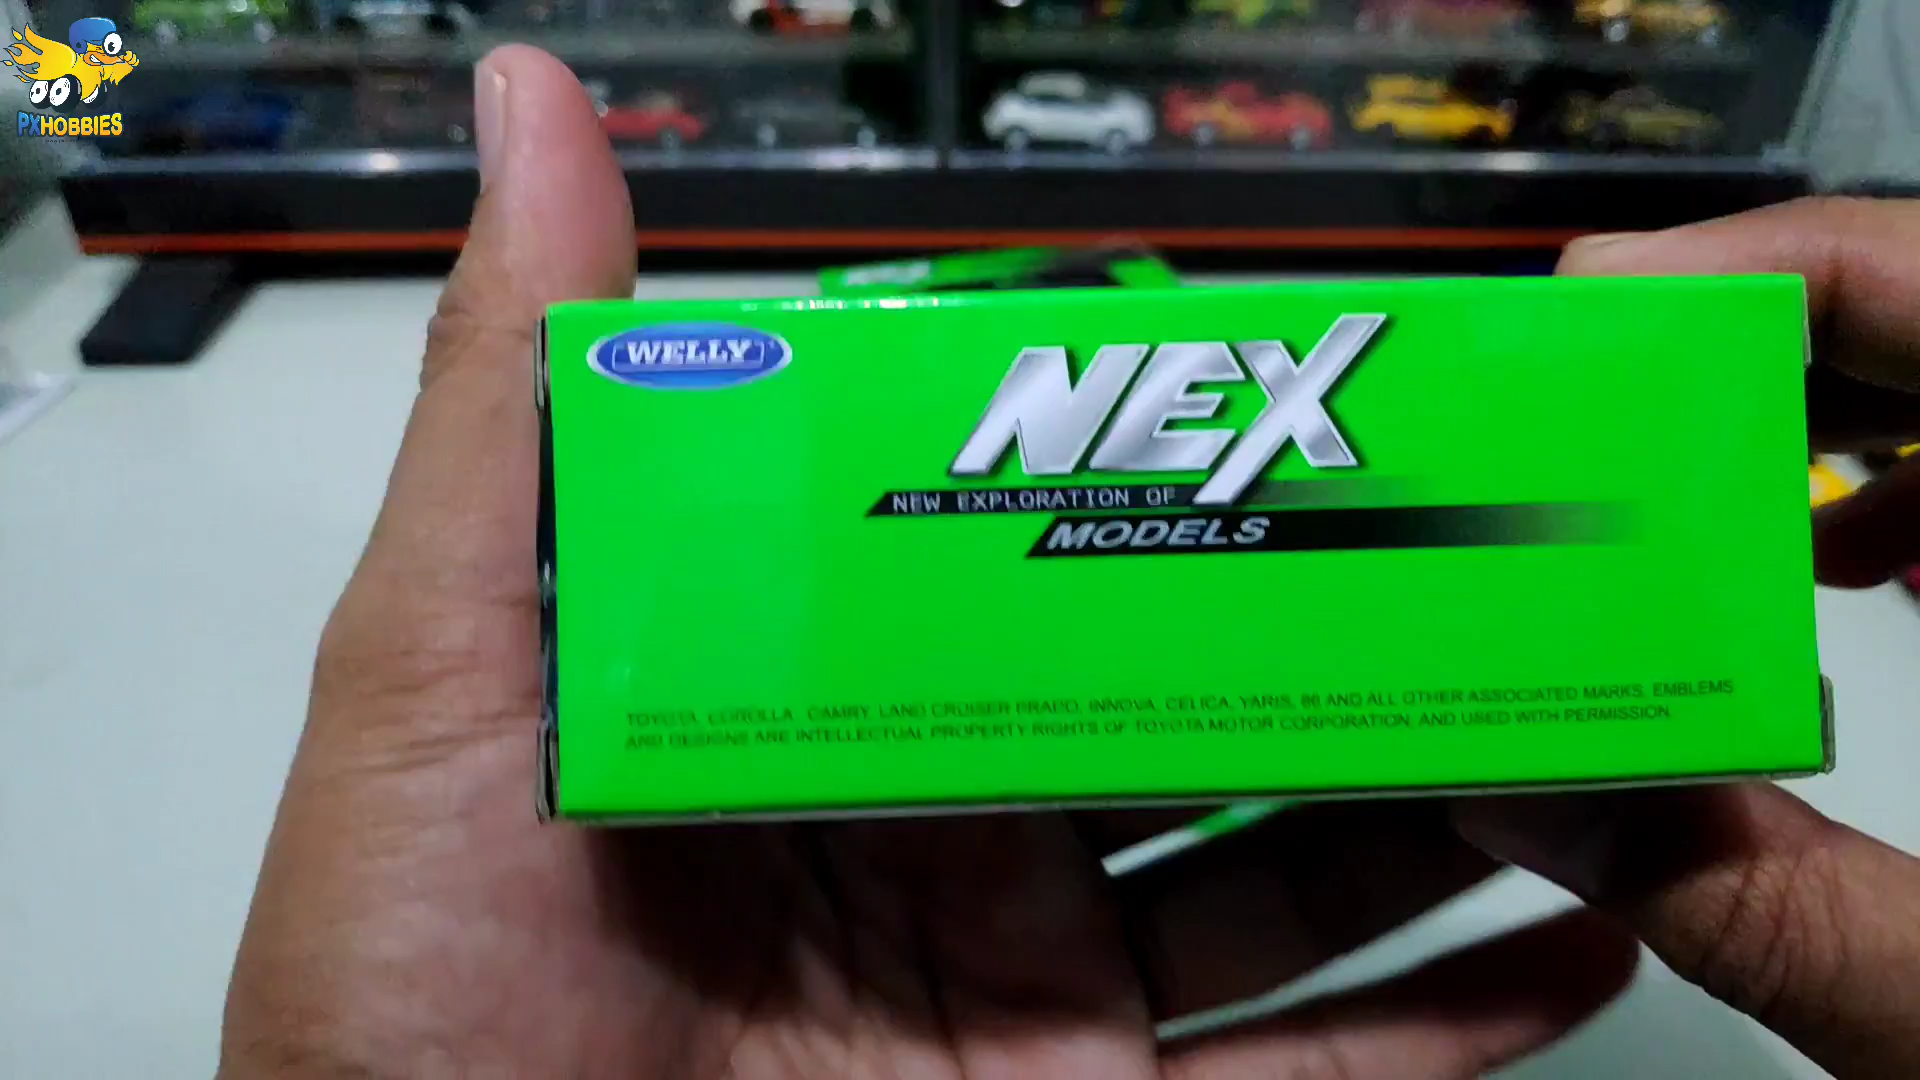 PXHOBBIES
WELLY
NEX
NEW EXPLORATION OF
MODELS
TOYOTA, COROLLA, CAMRY, LAND CRUISER PRADO, INNOVA, CELICA, YARIS, 86 AND ALL OTHER ASSOCIATED MARKS, EMBLEMS
AND DESIGNS ARE INTELLECTUAL PROPERTY RIGHTS OF TOYOTA MOTOR CORPORATION, AND USED WITH PERMISSION.